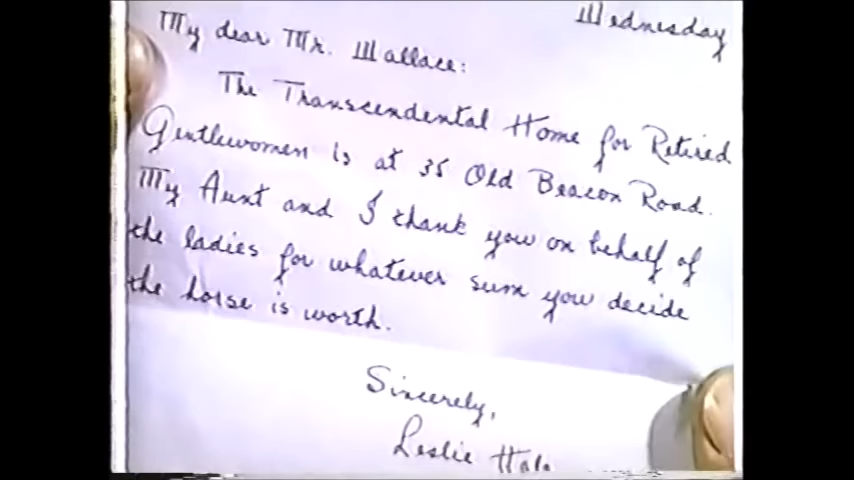 Wednesday
My dear Mr. Wallace:
The Transcendental Home for Retired
Gentlewomen is at 35 Old Beacon Road.
My Aunt and I thank you on behalf of
the ladies for whatever sum you decide
the horse is worth.
Sincerely,
Leslie